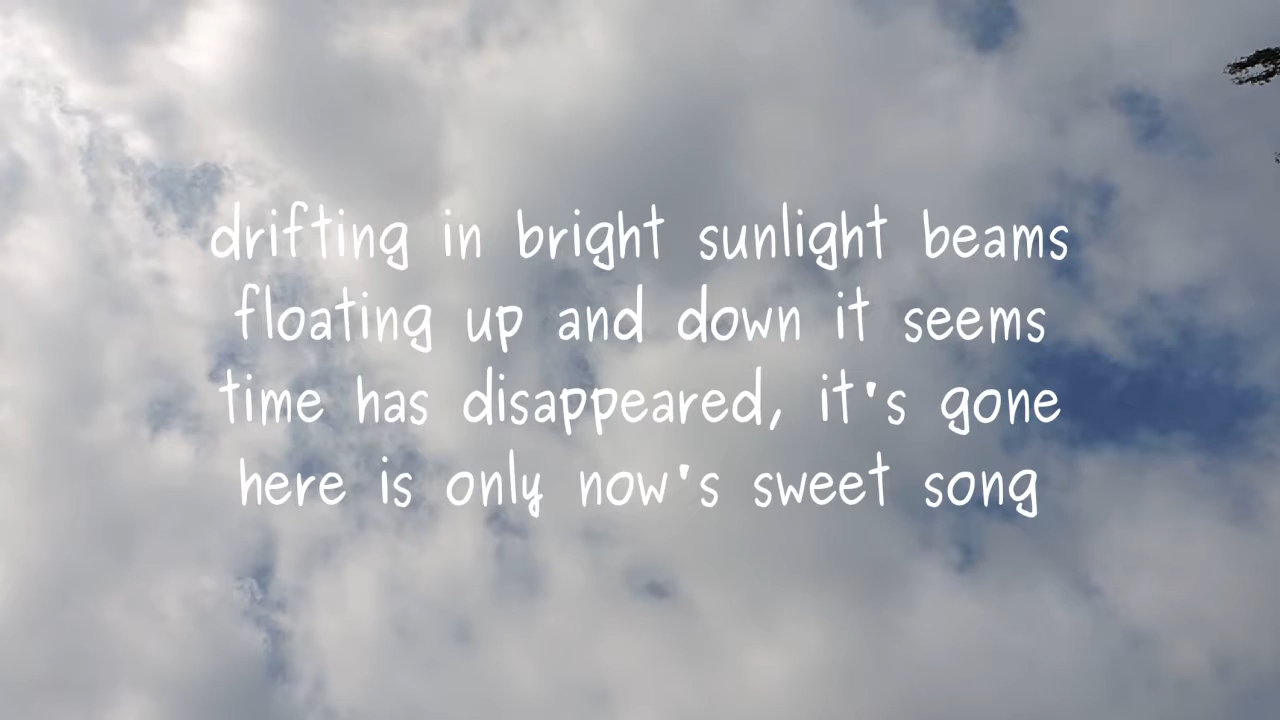 drifting in bright sunlight beams
floating up and down it seems
time has disappeared, it's gone
here is only now's sweet song